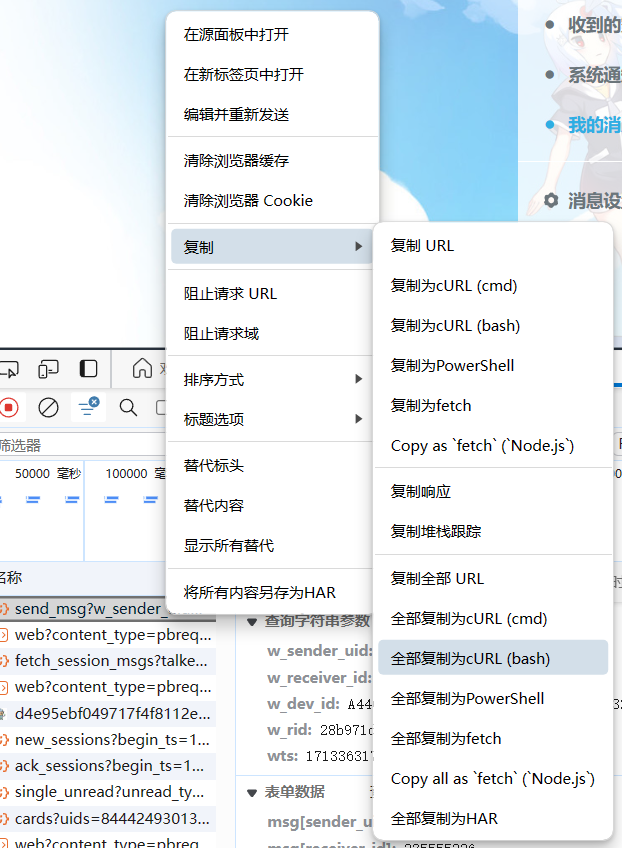 在源面板中打开
在新标签页中打开
编辑并重新发送
清除浏览器缓存
清除浏览器 Cookie
复制
阻止请求 URL
阻止请求域
排序方式
标题选项
替代标头
替代内容
显示所有替代
将所有内容另存为HAR
复制 URL
复制为cURL (cmd)
复制为cURL (bash)
复制为PowerShell
复制为fetch
Copy as `fetch` (`Node.js`)
复制响应
复制堆栈跟踪
复制全部 URL
全部复制为cURL (cmd)
全部复制为cURL (bash)
全部复制为PowerShell
全部复制为fetch
Copy all as `fetch` (`Node.js`)
全部复制为HAR
收到的
系统通
我的消
消息设
筛选器
50000 毫秒
100000 毫
名称
send_msg?w_sender_
web?content_type=pbreq...
fetch_session_msgs?talke...
web?content_type=pbreq...
d4e95ebf049717f4f8112e...
new_sessions?begin_ts=1...
ack_sessions?begin_ts=1...
single_unread?unread_ty...
cards?uids=84442493013...
web?content_type=pbreq...
查询字符串参数
w_sender_uid:
w_receiver_id:
w_dev_id: A44
w_rid: 28b971
wts: 171336317
表单数据
msg[sender_u
msg[receiver_id]: